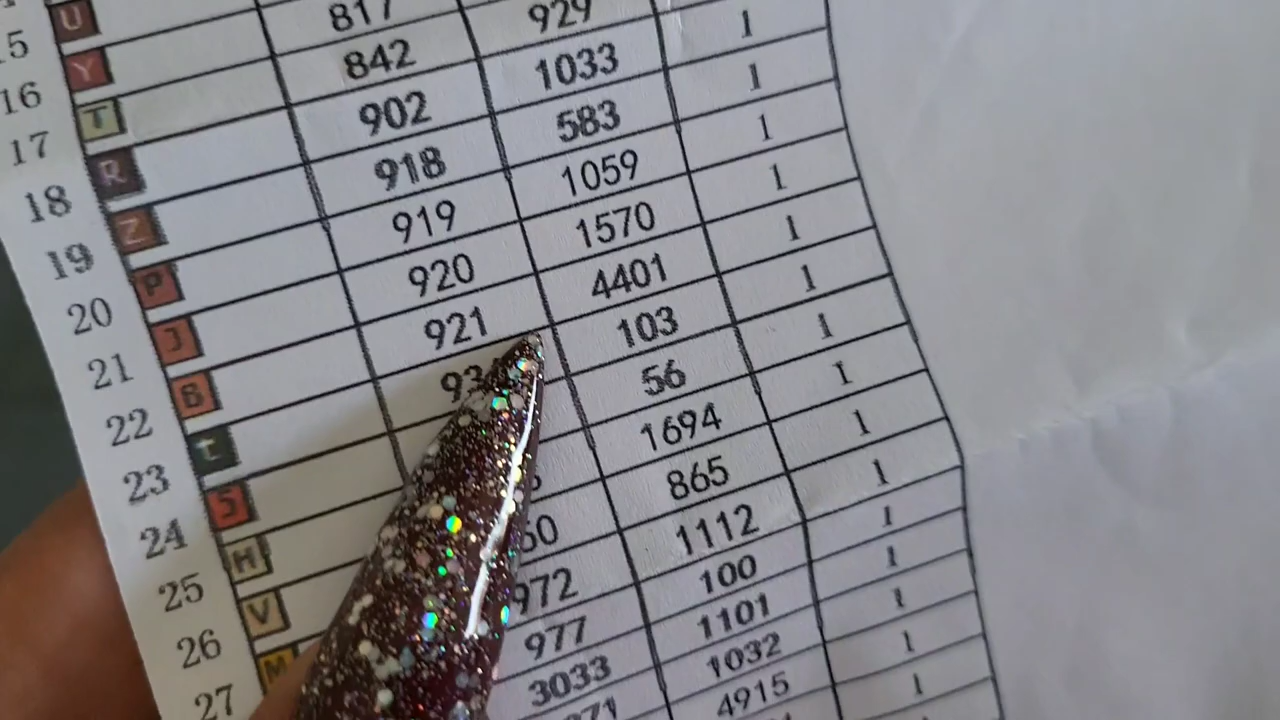 U
16 Y 817
17 T 842 929
18 R 902 1033 1
19 Z 918 583 1
20 P 919 1059 1
21 J 920 1570 1
22 B 921 4401 1
23 t 103 1
24 5 56 1
25 H 1694 1
26 V 865 1
27 M 972 1112 1
977 100 1
3033 1101 1
1032 1
4915 1
1